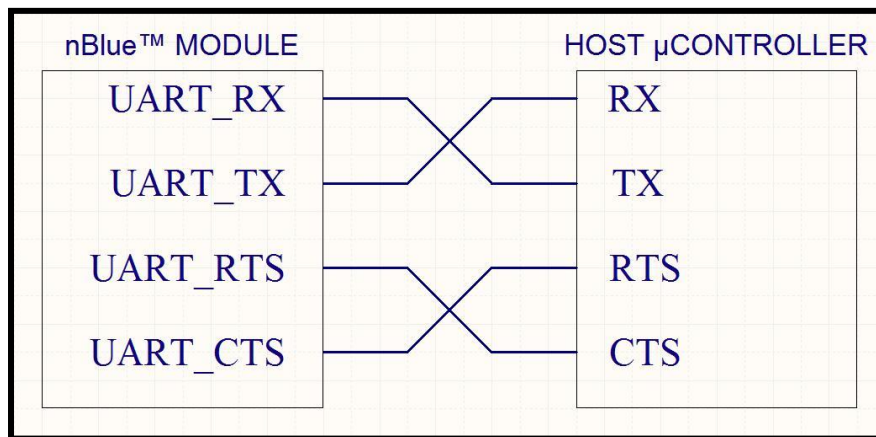 nBlue™ MODULE
HOST µCONTROLLER
UART_RX
RX
UART_TX
TX
UART_RTS
RTS
UART_CTS
CTS